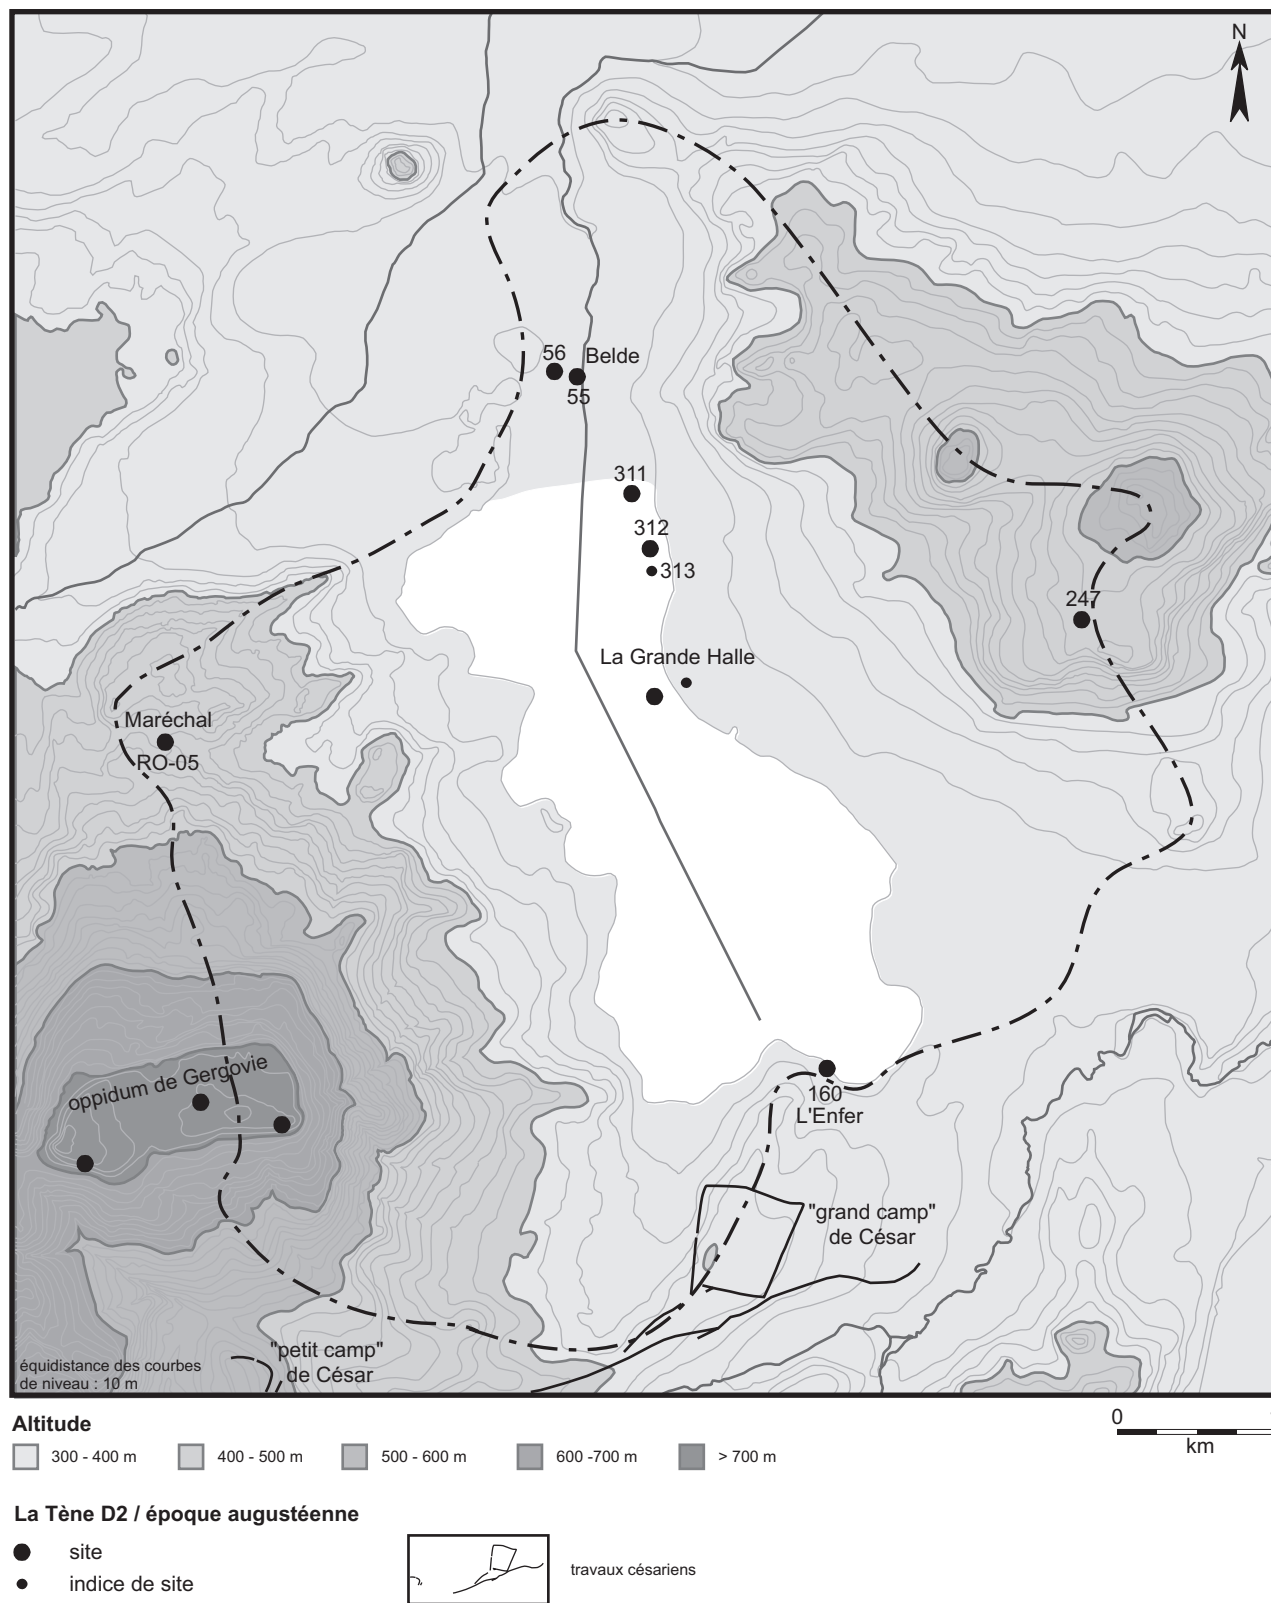 N
56
Belde
55
311
312
313
247
La Grande Halle
Maréchal
RO-05
oppidum de Gergovie
160
L'Enfer
"grand camp"
de César
"petit camp"
de César
équidistance des courbes
de niveau : 10 m
Altitude
0
km
300 - 400 m
400 - 500 m
500 - 600 m
600 -700 m
> 700 m
La Tène D2 / époque augustéenne
site
indice de site
travaux césariens